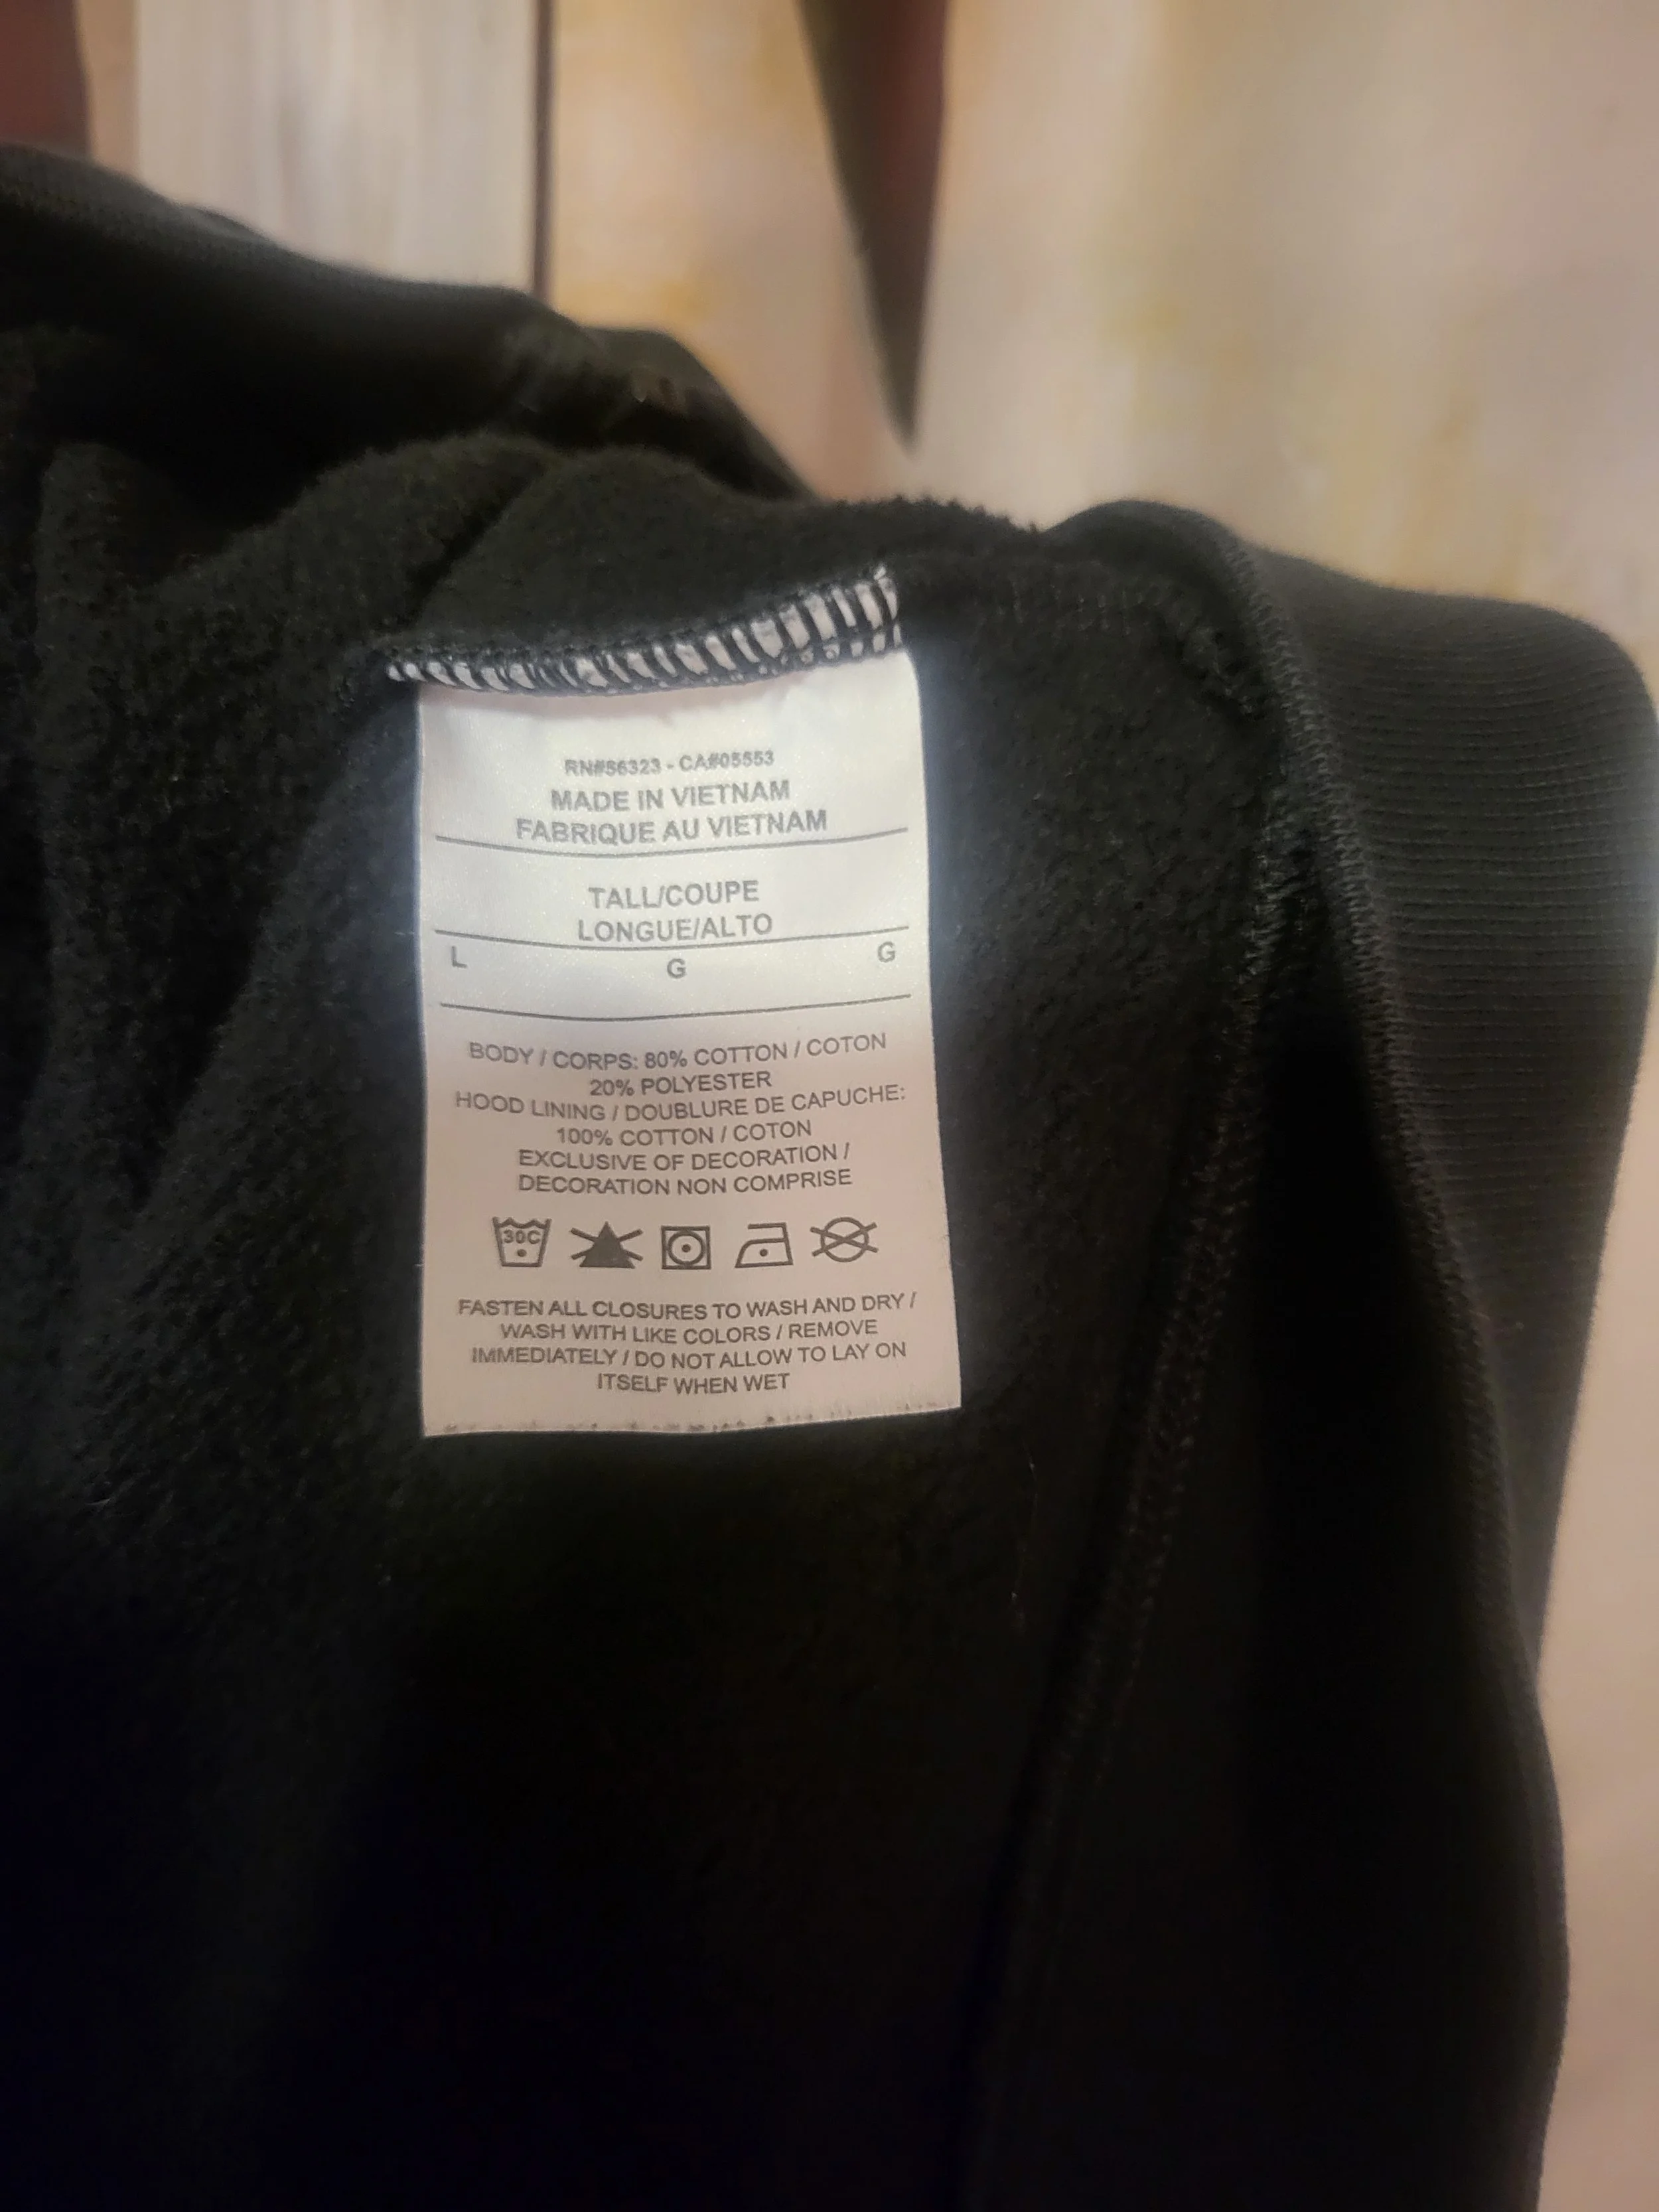 RN#56323 - CA#05553
MADE IN VIETNAM
FABRIQUE AU VIETNAM
TALL/COUPE
LONGUE/ALTO
L G G
BODY / CORPS: 80% COTTON / COTON
20% POLYESTER
HOOD LINING / DOUBLURE DE CAPUCHE:
100% COTTON / COTON
EXCLUSIVE OF DECORATION /
DECORATION NON COMPRISE
30C
FASTEN ALL CLOSURES TO WASH AND DRY /
WASH WITH LIKE COLORS / REMOVE
IMMEDIATELY / DO NOT ALLOW TO LAY ON
ITSELF WHEN WET